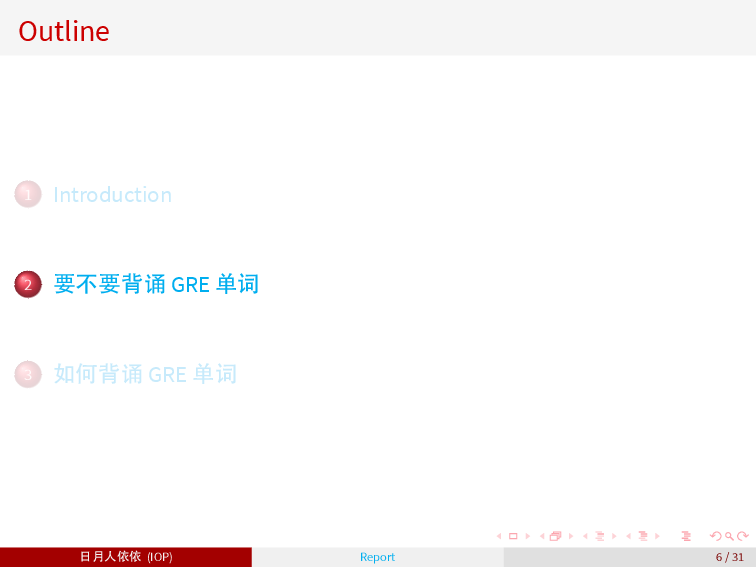 Outline
1 Introduction
2 要不要背诵 GRE 单词
3 如何背诵 GRE 单词
日月人依依 (IOP) Report 6 / 31